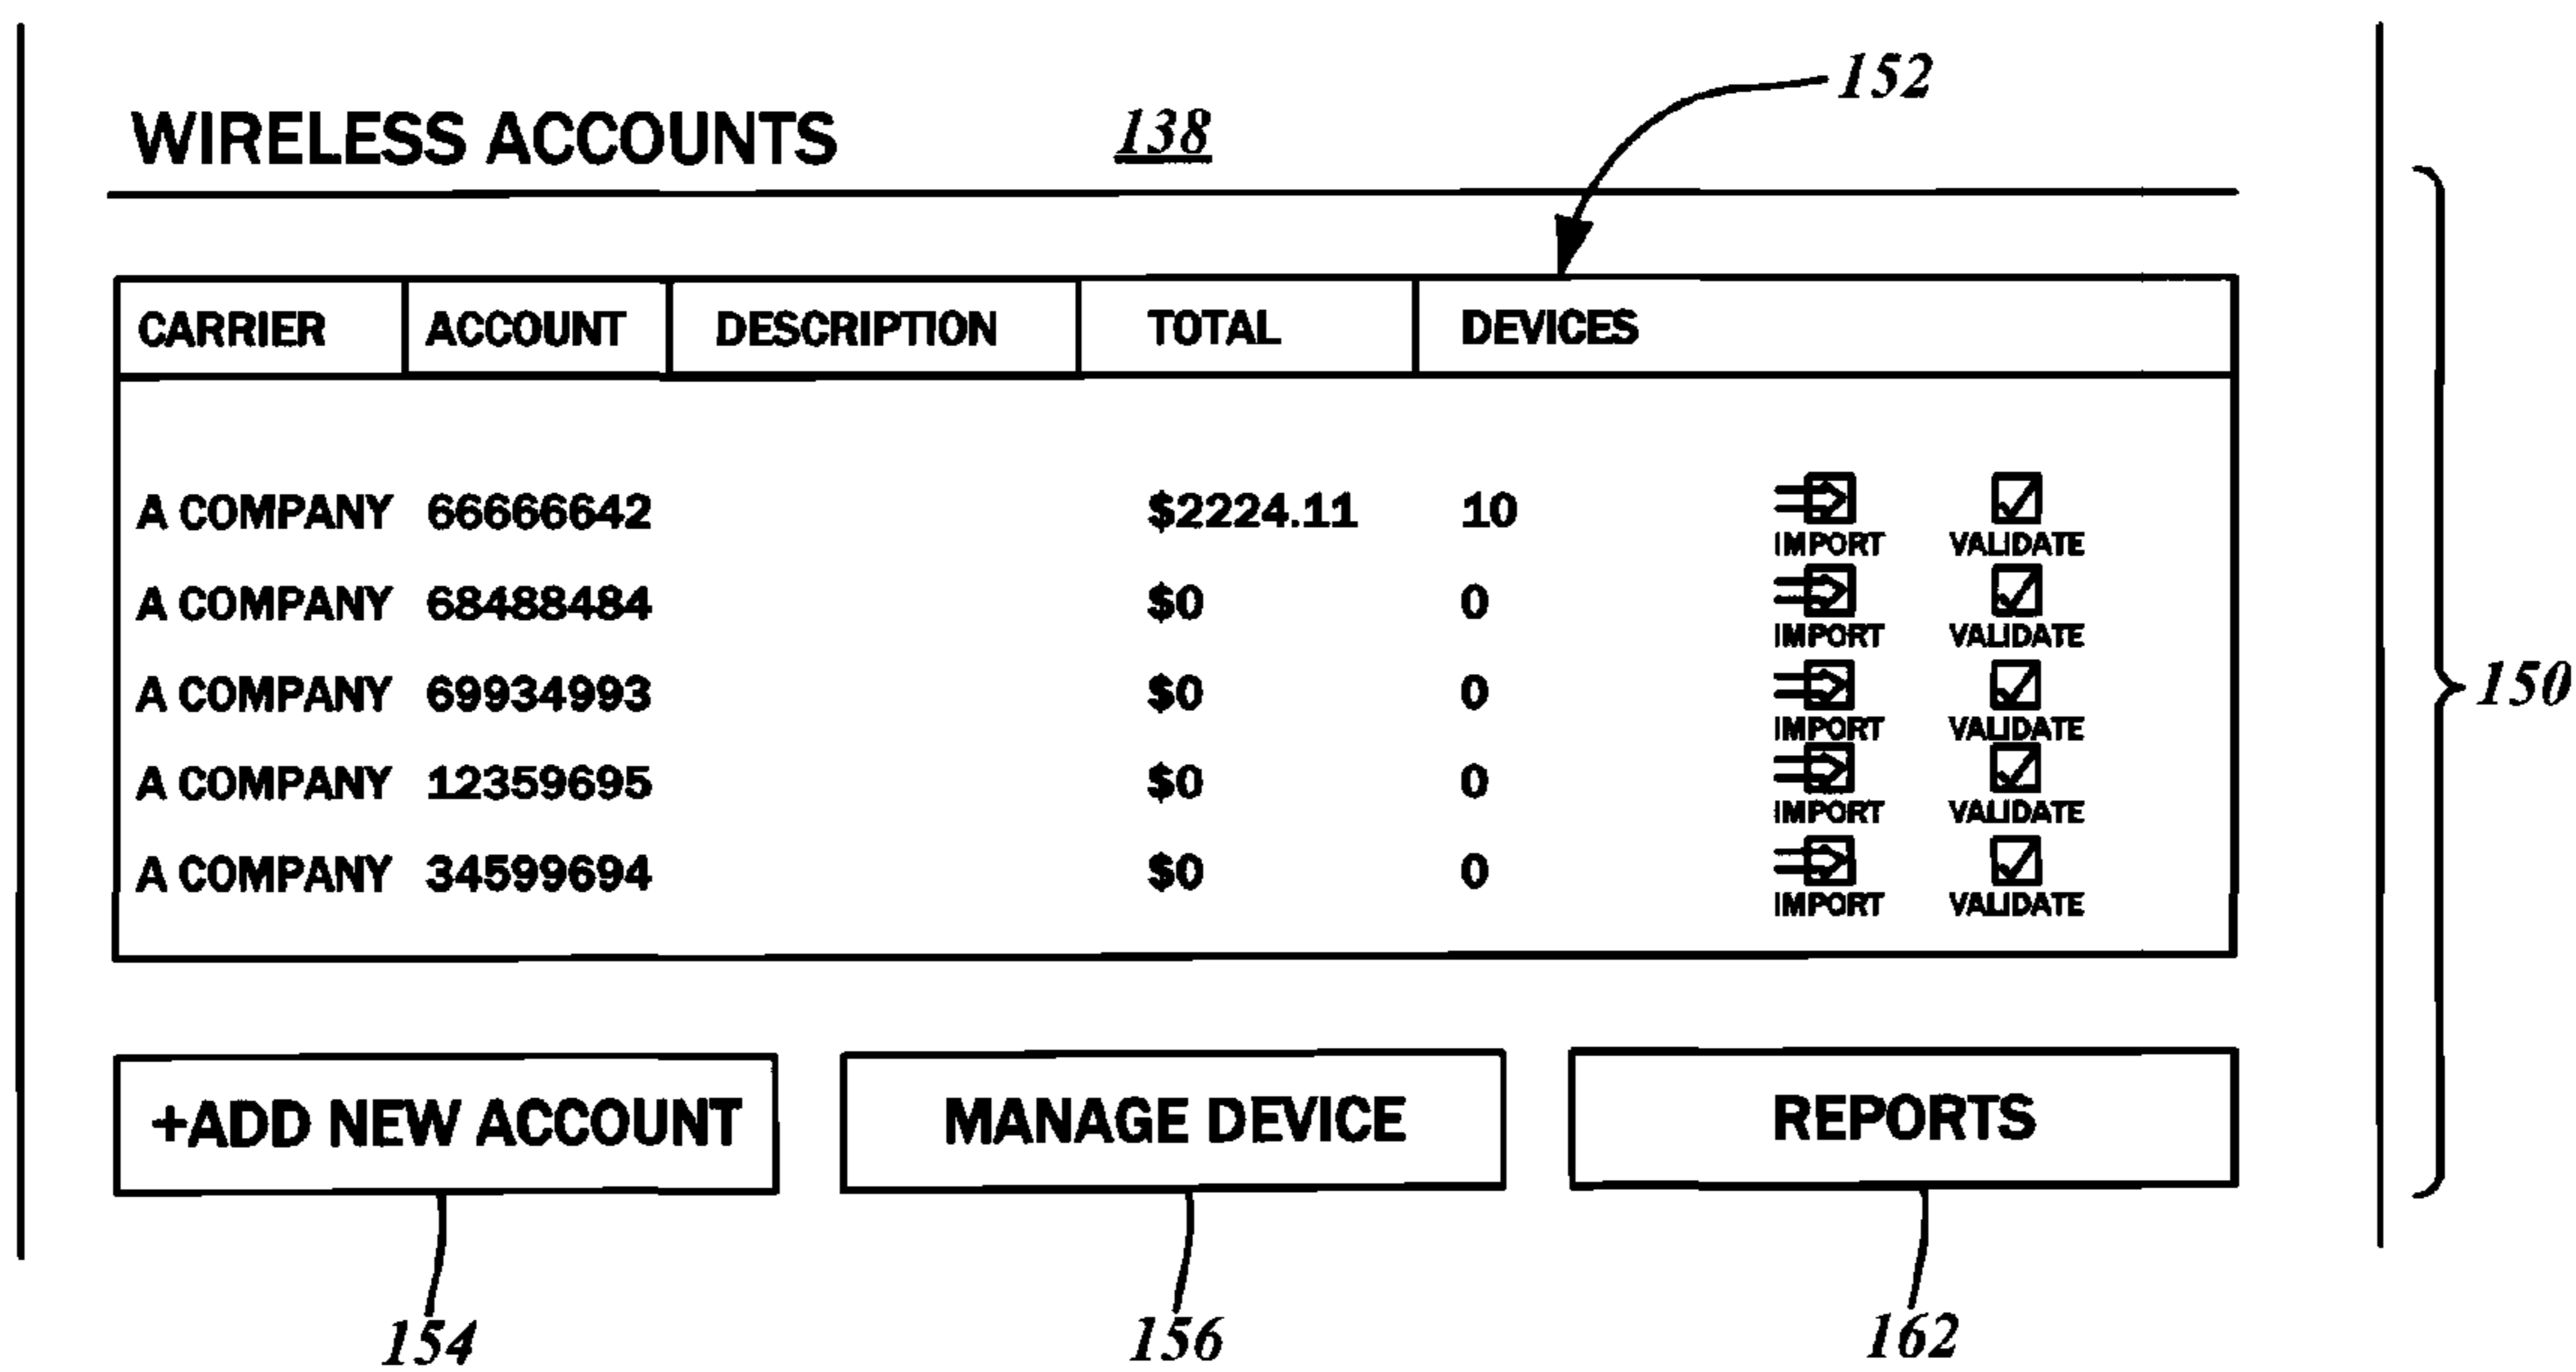 152
WIRELESS ACCOUNTS 138
CARRIER ACCOUNT DESCRIPTION TOTAL DEVICES
A COMPANY 66666642 $2224.11 10
IMPORT VALIDATE
A COMPANY 68488484 $0 0
IMPORT VALIDATE
A COMPANY 69934993 $0 0
IMPORT VALIDATE
A COMPANY 12359695 $0 0
IMPORT VALIDATE
A COMPANY 34599694 $0 0
IMPORT VALIDATE
150
+ADD NEW ACCOUNT MANAGE DEVICE REPORTS
154 156 162